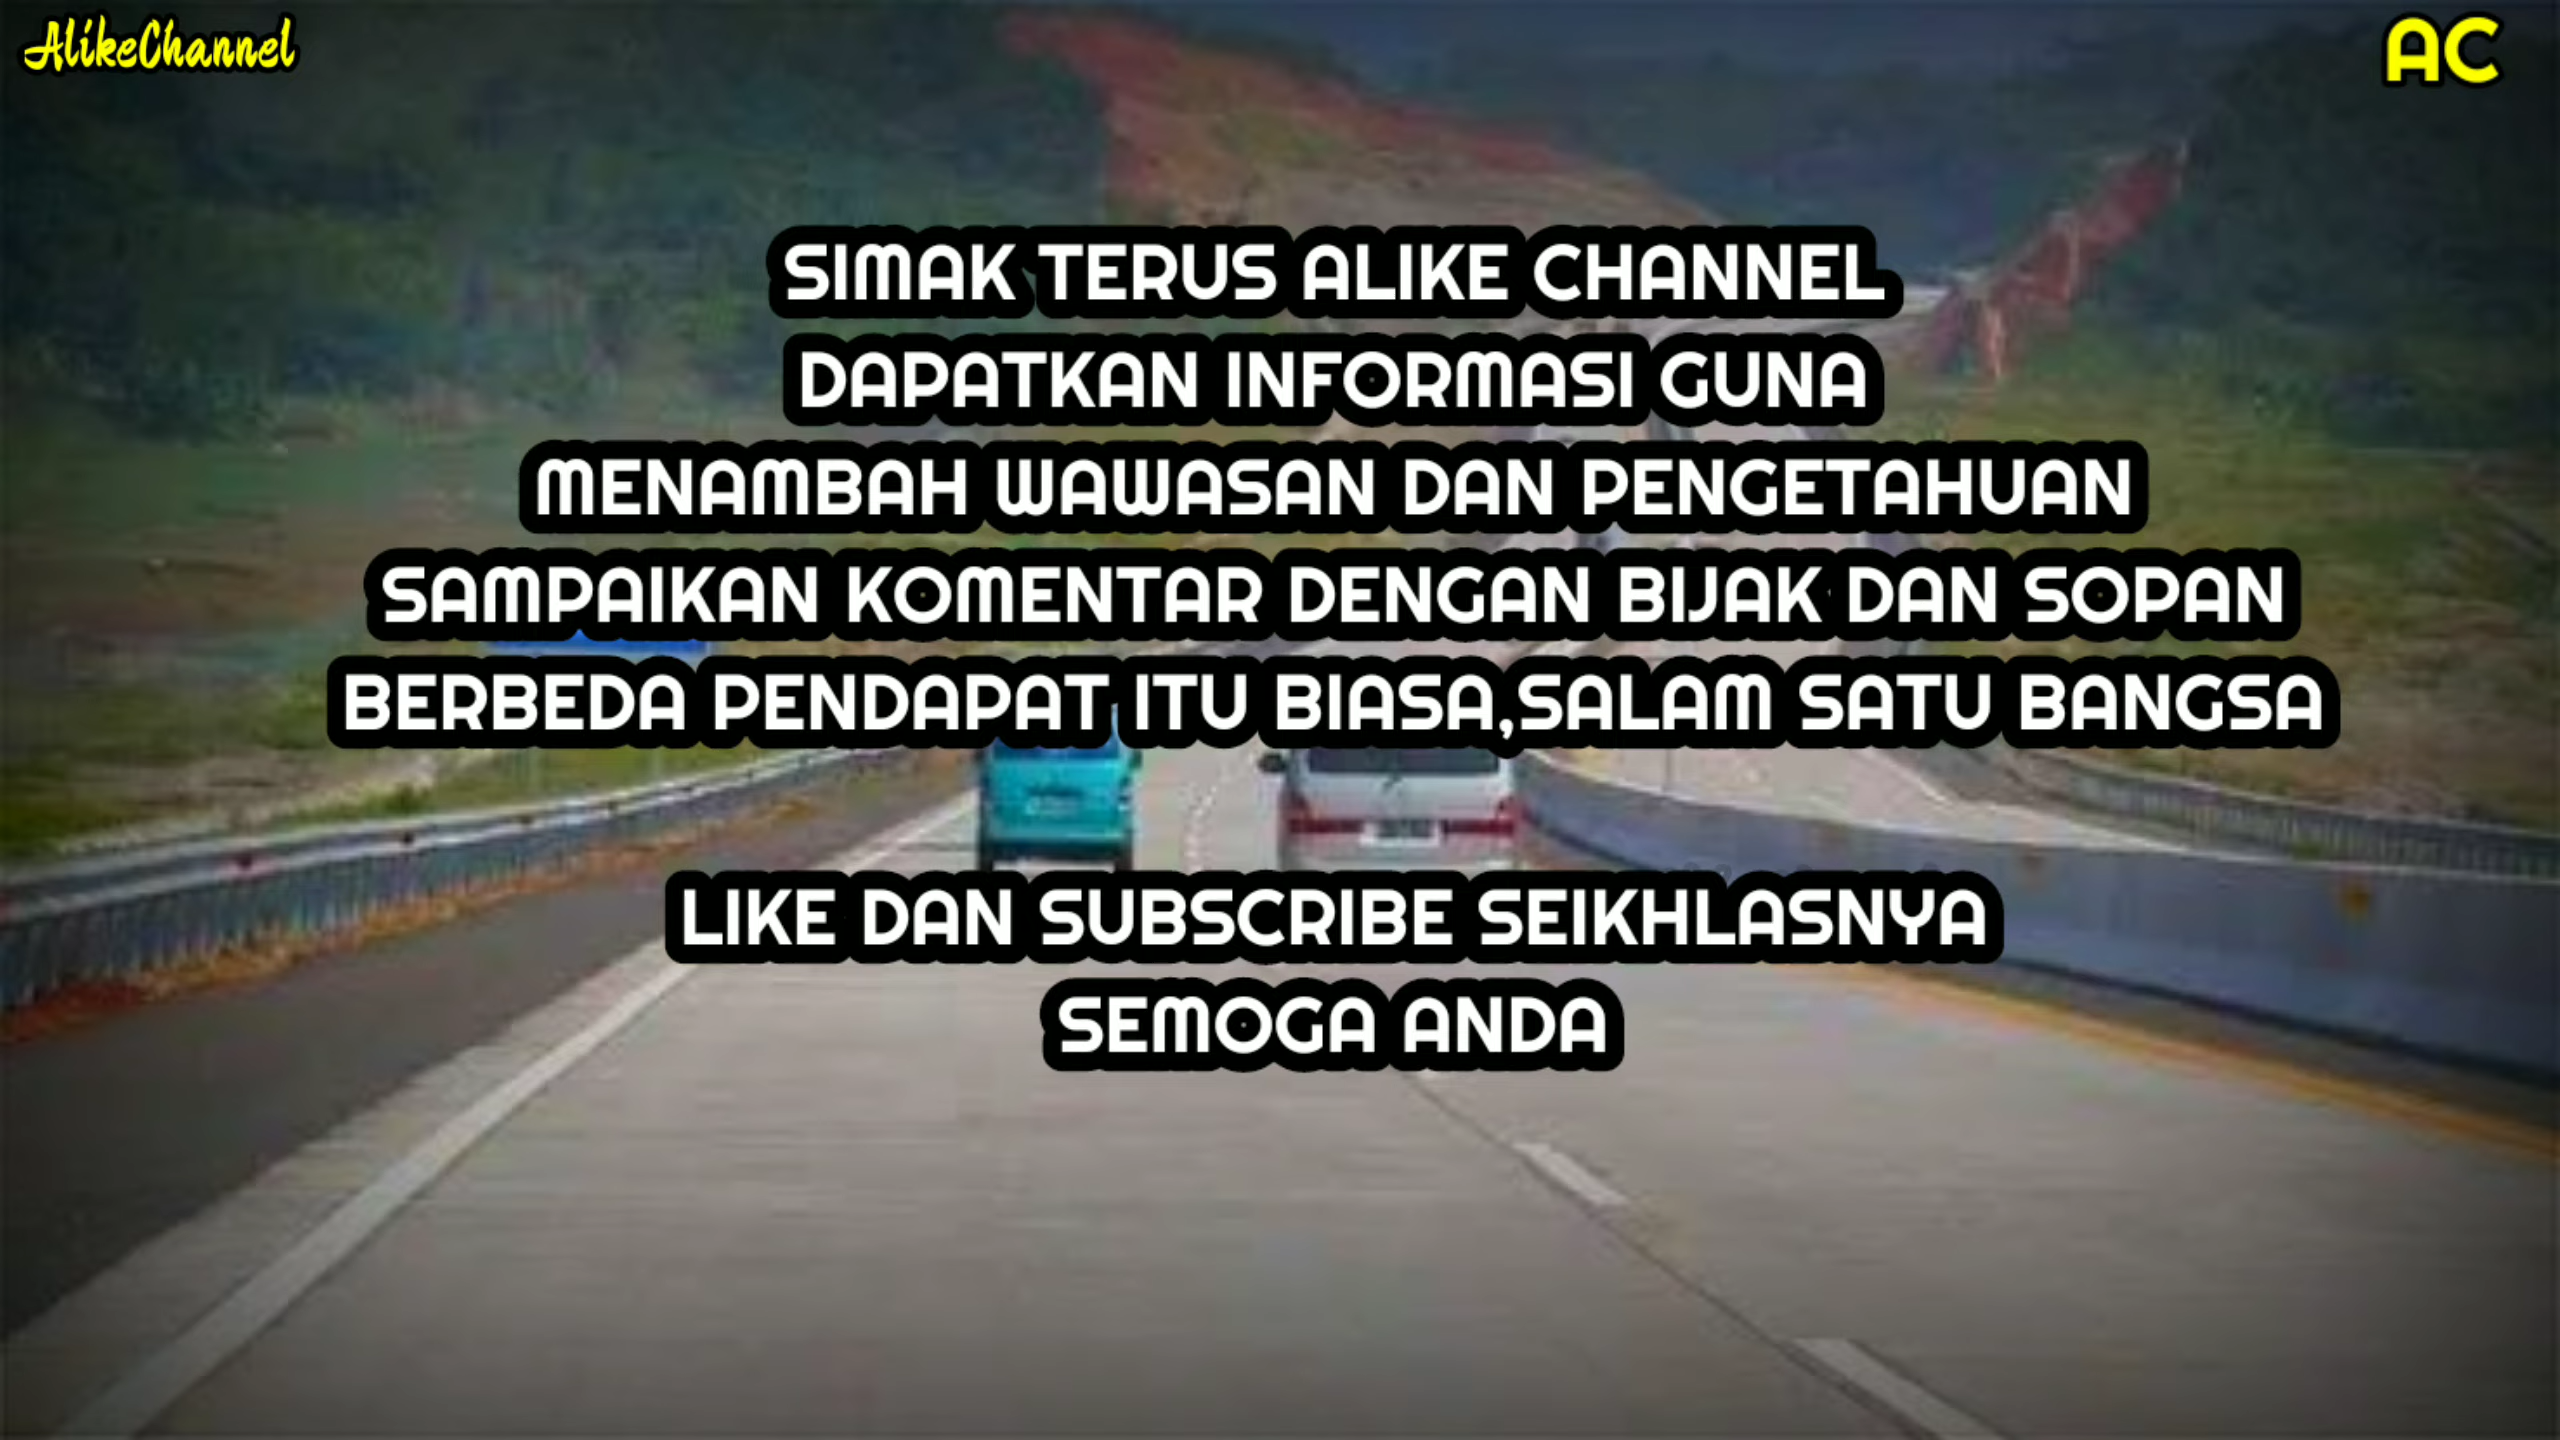 AlikeChannel
AC
SIMAK TERUS ALIKE CHANNEL
DAPATKAN INFORMASI GUNA
MENAMBAH WAWASAN DAN PENGETAHUAN
SAMPAIKAN KOMENTAR DENGAN BIJAK DAN SOPAN
BERBEDA PENDAPAT ITU BIASA,SALAM SATU BANGSA
LIKE DAN SUBSCRIBE SEIKHLASNYA
SEMOGA ANDA